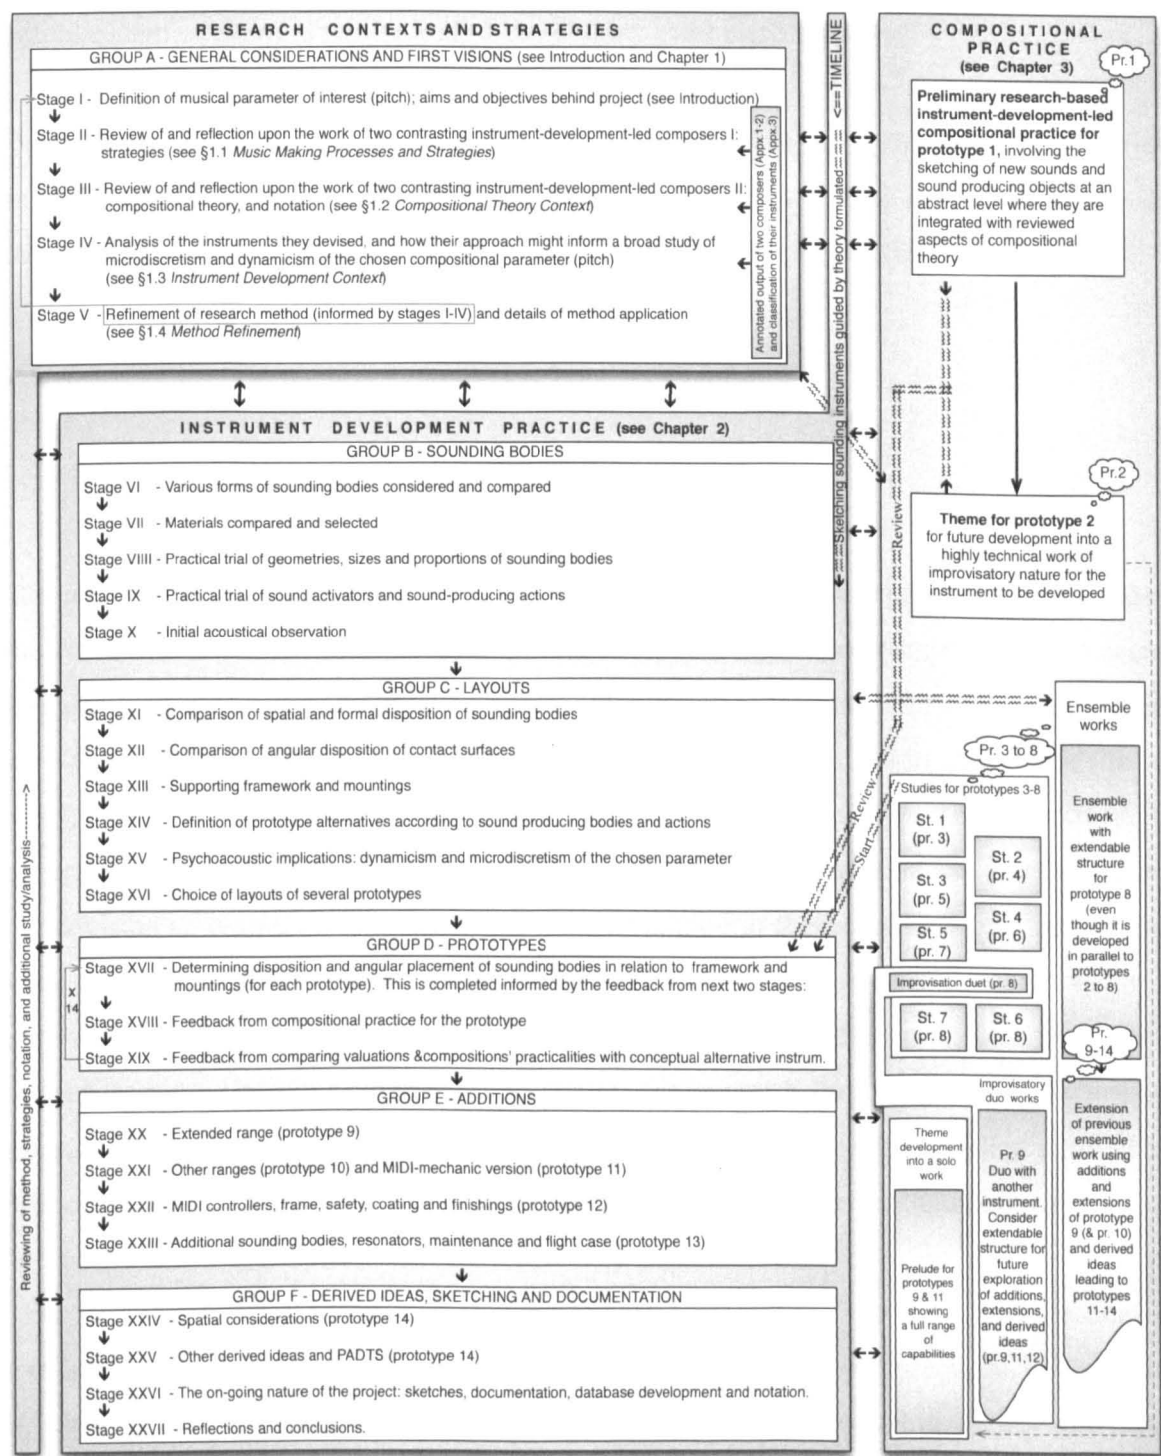 RESEARCH CONTEXTS AND STRATEGIES
GROUP A - GENERAL CONSIDERATIONS AND FIRST VISIONS (see Introduction and Chapter 1)
Stage I - Definition of musical parameter of interest (pitch); aims and objectives behind project (see Introduction)
Stage II - Review of and reflection upon the work of two contrasting instrument-development-led composers I:
strategies (see §1.1 Music Making Processes and Strategies)
Stage III - Review of and reflection upon the work of two contrasting instrument-development-led composers II:
compositional theory, and notation (see §1.2 Compositional Theory Context)
Stage IV - Analysis of the instruments they devised, and how their approach might inform a broad study of
microdiscretism and dynamicism of the chosen compositional parameter (pitch)
(see §1.3 Instrument Development Context)
Stage V - Refinement of research method (informed by stages I-IV) and details of method application
(see §1.4 Method Refinement)
Annotated output of two composers (Appx.1-2)
and classification of their instruments (Appx.3)
Sketching sounding instruments guided by theory formulated <==TIMELINE
Reviewing of method, strategies, notation, and additional study/analysis------->
INSTRUMENT DEVELOPMENT PRACTICE (see Chapter 2)
GROUP B - SOUNDING BODIES
Stage VI - Various forms of sounding bodies considered and compared
Stage VII - Materials compared and selected
Stage VIIII - Practical trial of geometries, sizes and proportions of sounding bodies
Stage IX - Practical trial of sound activators and sound-producing actions
Stage X - Initial acoustical observation
GROUP C - LAYOUTS
Stage XI - Comparison of spatial and formal disposition of sounding bodies
Stage XII - Comparison of angular disposition of contact surfaces
Stage XIII - Supporting framework and mountings
Stage XIV - Definition of prototype alternatives according to sound producing bodies and actions
Stage XV - Psychoacoustic implications: dynamicism and microdiscretism of the chosen parameter
Stage XVI - Choice of layouts of several prototypes
GROUP D - PROTOTYPES
Stage XVII - Determining disposition and angular placement of sounding bodies in relation to framework and
mountings (for each prototype). This is completed informed by the feedback from next two stages:
X
14
Stage XVIII - Feedback from compositional practice for the prototype
Stage XIX - Feedback from comparing valuations &compositions' practicalities with conceptual alternative instrum.
GROUP E - ADDITIONS
Stage XX - Extended range (prototype 9)
Stage XXI - Other ranges (prototype 10) and MIDI-mechanic version (prototype 11)
Stage XXII - MIDI controllers, frame, safety, coating and finishings (prototype 12)
Stage XXIII - Additional sounding bodies, resonators, maintenance and flight case (prototype 13)
GROUP F - DERIVED IDEAS, SKETCHING AND DOCUMENTATION
Stage XXIV - Spatial considerations (prototype 14)
Stage XXV - Other derived ideas and PADTS (prototype 14)
Stage XXVI - The on-going nature of the project: sketches, documentation, database development and notation.
Stage XXVII - Reflections and conclusions.
COMPOSITIONAL
PRACTICE
(see Chapter 3)
Pr.1
Preliminary research-based
instrument-development-led
compositional practice for
prototype 1, involving the
sketching of new sounds and
sound producing objects at an
abstract level where they are
integrated with reviewed
aspects of compositional
theory
Review
Pr.2
Theme for prototype 2
for future development into a
highly technical work of
improvisatory nature for the
instrument to be developed
Review
Start
Pr. 3 to 8
Studies for prototypes 3-8
St. 1
(pr. 3)
St. 2
(pr. 4)
St. 3
(pr. 5)
St. 4
(pr. 6)
St. 5
(pr. 7)
Improvisation duet (pr. 8)
St. 7
(pr. 8)
St. 6
(pr. 8)
Ensemble
works
Ensemble
work
with
extendable
structure
for
prototype 8
(even
though it is
developed
in parallel to
prototypes
2 to 8)
Pr.
9-14
Extension
of previous
ensemble
work using
additions
and
extensions
of prototype
9 (& pr. 10)
and derived
ideas
leading to
prototypes
11-14
Improvisatory
duo works
Pr. 9
Duo with
another
instrument.
Consider
extendable
structure for
future
exploration
of additions,
extensions,
and derived
ideas
(pr.9,11,12)
Theme
development
into a solo
work
Prelude for
prototypes
9 & 11
showing
a full range
of
capabilities